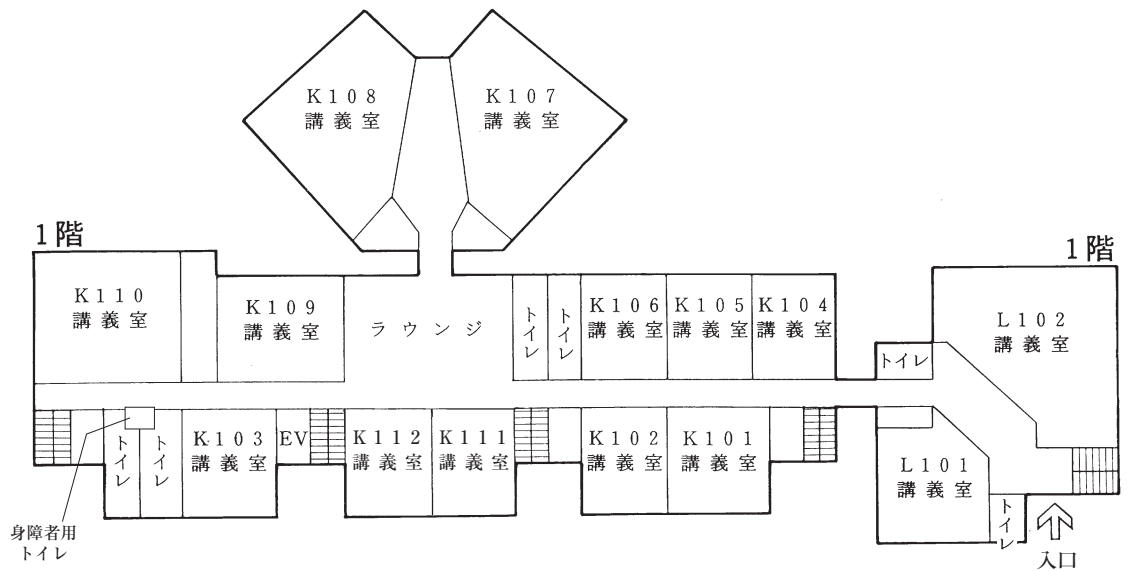 K108
講義室
K107
講義室
1階
1階
K110
講義室
K109
講義室
ラウンジ
トイレ
トイレ
K106
講義室
K105
講義室
K104
講義室
トイレ
L102
講義室
トイレ
トイレ
K103
講義室
EV
K112
講義室
K111
講義室
K102
講義室
K101
講義室
L101
講義室
トイレ
身障者用
トイレ
入口